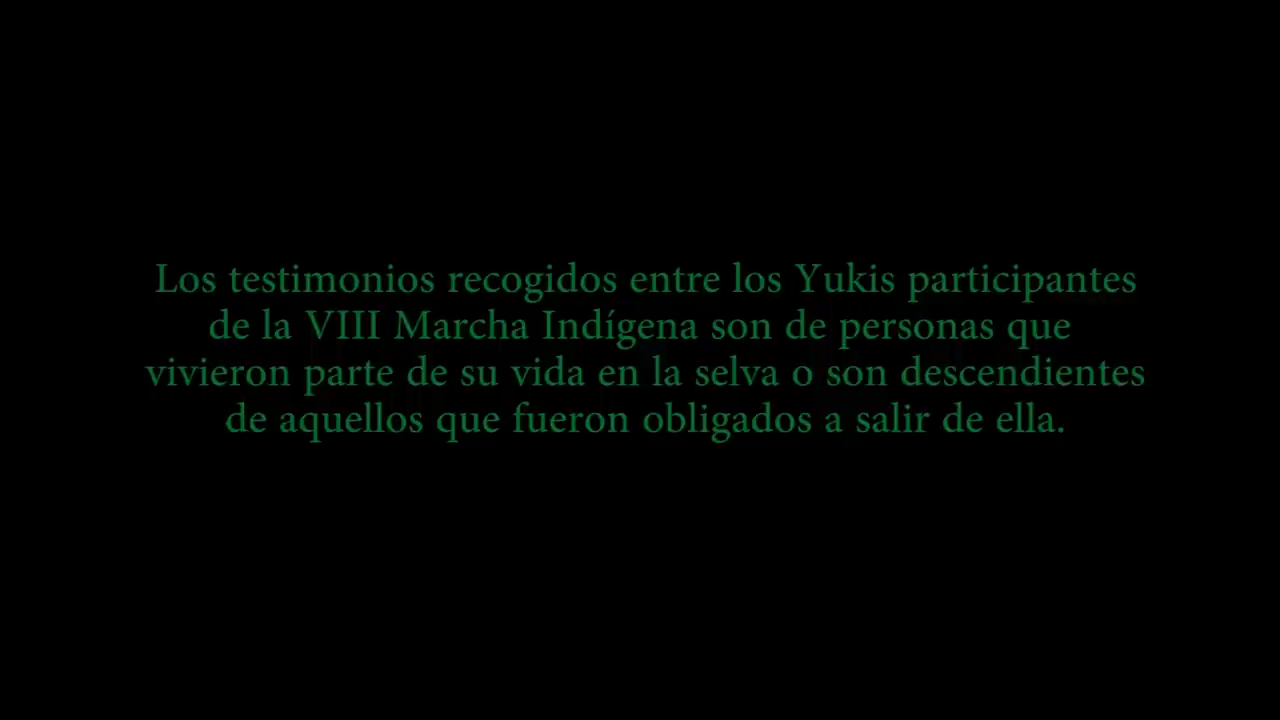 Los testimonios recogidos entre los Yukis participantes
de la VIII Marcha Indígena son de personas que
vivieron parte de su vida en la selva o son descendientes
de aquellos que fueron obligados a salir de ella.